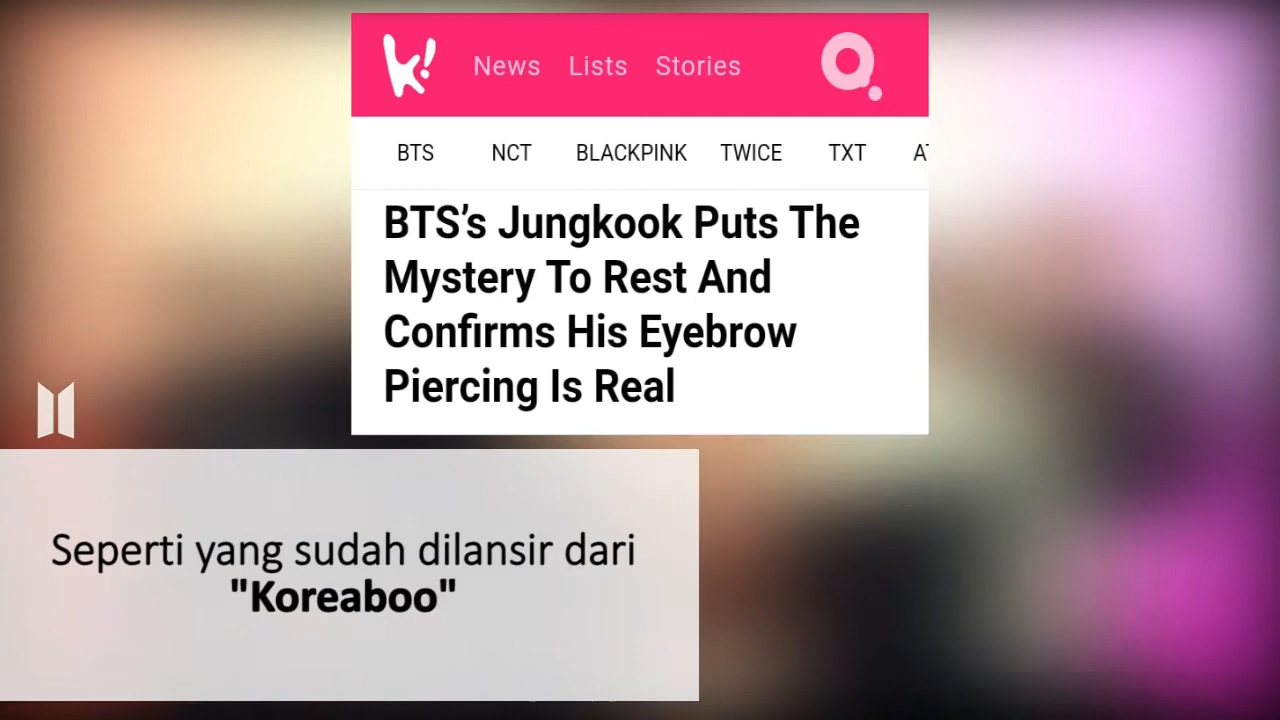 k!
News Lists Stories
BTS NCT BLACKPINK TWICE TXT
BTS’s Jungkook Puts The
Mystery To Rest And
Confirms His Eyebrow
Piercing Is Real
Seperti yang sudah dilansir dari
"Koreaboo"